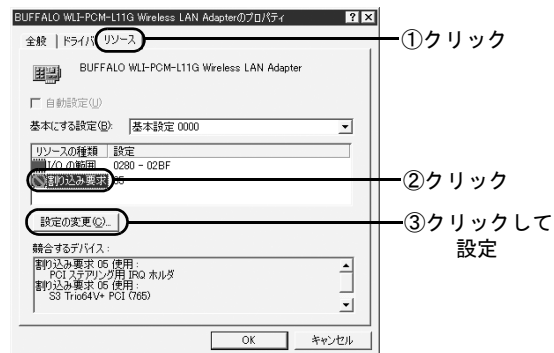 BUFFALO WLI-PCM-L11G Wireless LAN Adapterのプロパティ
全般 ドライバ リソース
①クリック
BUFFALO WLI-PCM-L11G Wireless LAN Adapter
自動設定(U)
基本にする設定(B): 基本設定 0000
リソースの種類 設定
I/O の範囲 0280 - 02BF
割り込み要求 05
②クリック
設定の変更(C)...
③クリックして
設定
競合するデバイス:
割り込み要求 05 使用:
PCI ステアリング用 IRQ ホルダ
割り込み要求 05 使用:
S3 Trio64V+ PCI (765)
OK キャンセル